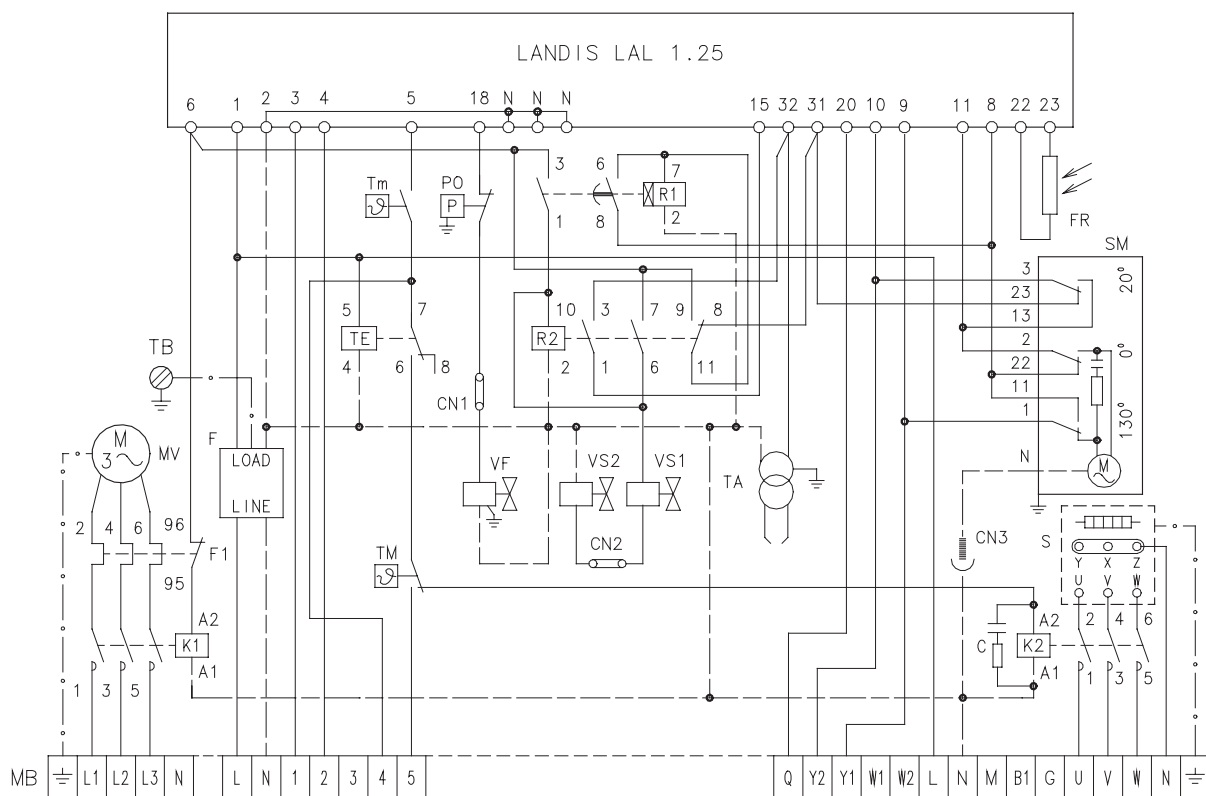 LANDIS LAL 1.25
6 1 2 3 4 5 18 N N N 15 32 31 20 10 9 11 8 22 23
3 6 7
Tm PO R1
P
1 8 2
FR
SM
3 20°
23
13
5 7 10 3 7 9 8
TE R2
2 0°
22
4 6 8 2 1 6 11
TB
11
CN1
1 130°
MV F
M
3
LOAD
VF VS2 VS1 TA
N M
LINE
2 4 6 96
F1
CN2
CN3
S
TM
Y X Z
95
U V W
A2
A2 2 4 6
K1
C K2
A1
A1
1 3 5
1 3 5
MB L1 L2 L3 N L N 1 2 3 4 5 Q Y2 Y1 W1 W2 L N M B1 G U V W N